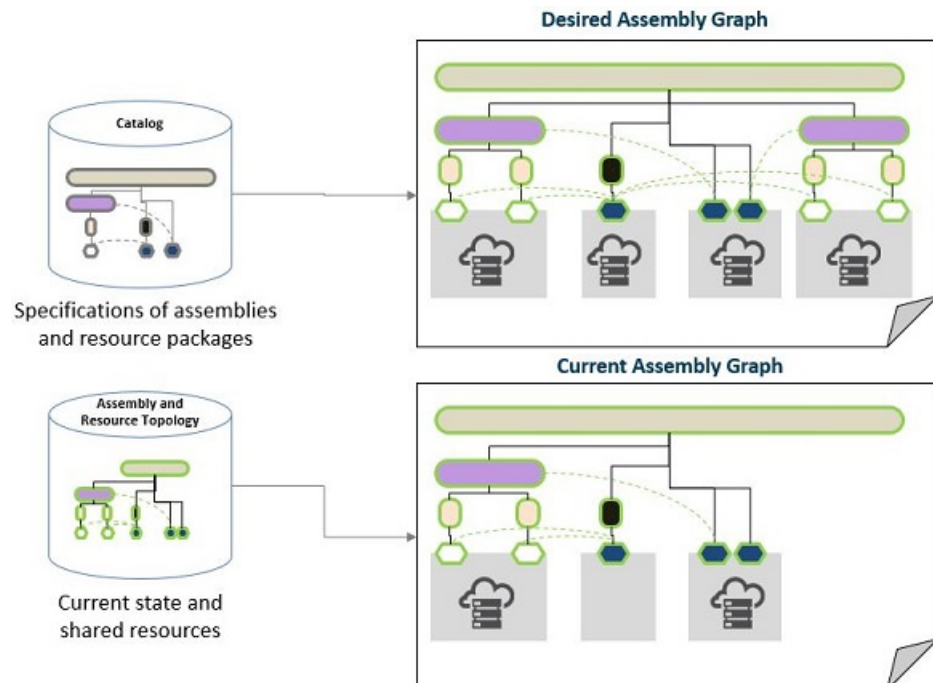 Desired Assembly Graph
Catalog
Specifications of assemblies
and resource packages
Current Assembly Graph
Assembly and
Resource Topology
Current state and
shared resources